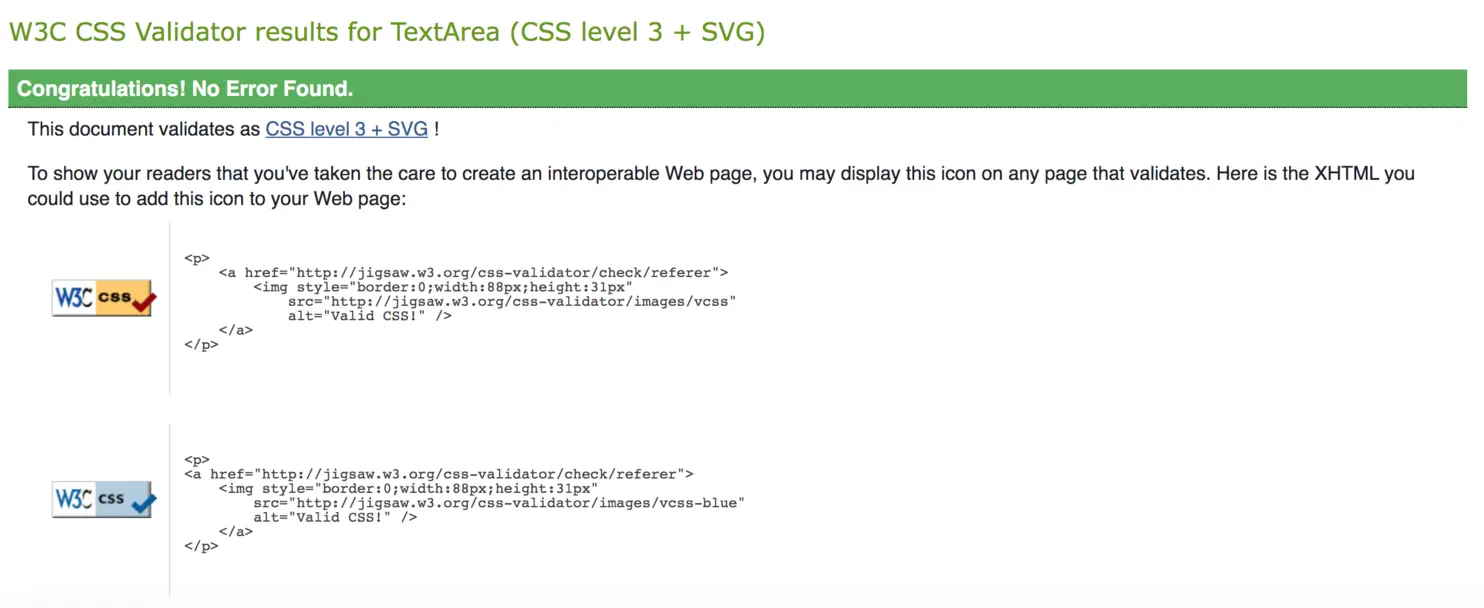 W3C CSS Validator results for TextArea (CSS level 3 + SVG)
Congratulations! No Error Found.
This document validates as CSS level 3 + SVG !
To show your readers that you've taken the care to create an interoperable Web page, you may display this icon on any page that validates. Here is the XHTML you
could use to add this icon to your Web page:
<p>
    <a href="http://jigsaw.w3.org/css-validator/check/referer">
        <img style="border:0;width:88px;height:31px"
W3C css
            src="http://jigsaw.w3.org/css-validator/images/vcss"
            alt="Valid CSS!" />
    </a>
</p>
<p>
<a href="http://jigsaw.w3.org/css-validator/check/referer">
    <img style="border:0;width:88px;height:31px"
W3C css
        src="http://jigsaw.w3.org/css-validator/images/vcss-blue"
        alt="Valid CSS!" />
    </a>
</p>